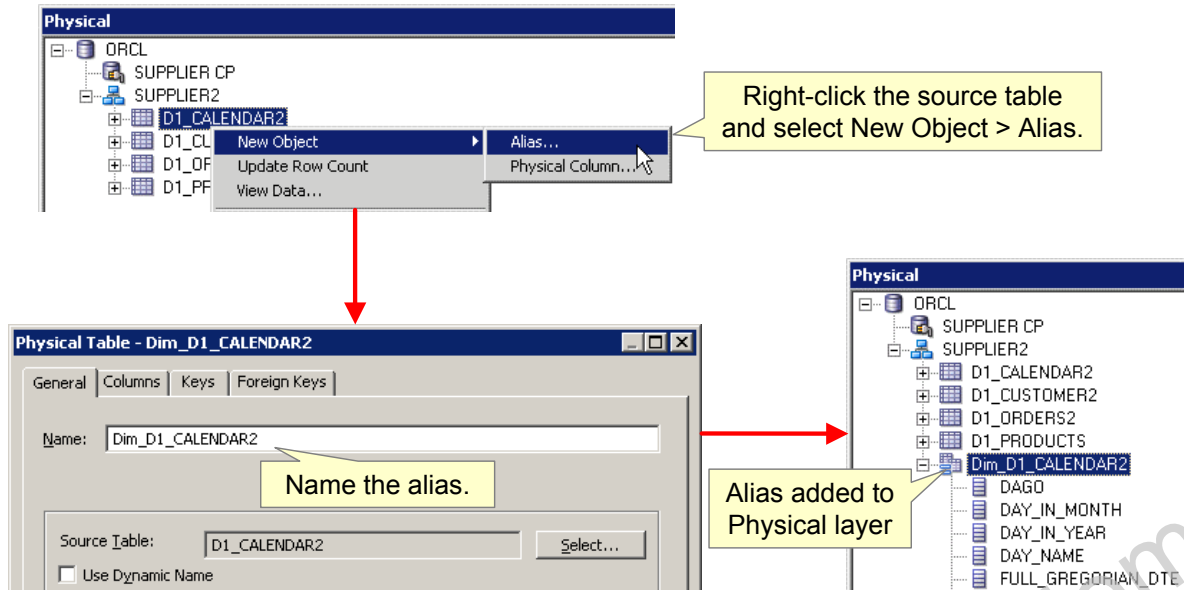 Physical
ORCL
SUPPLIER CP
SUPPLIER2
D1_CALENDAR2
D1_CU
D1_OF
D1_PF
New Object
Update Row Count
View Data...
Alias...
Physical Column...
Right-click the source table
and select New Object > Alias.
Physical Table - Dim_D1_CALENDAR2
General Columns Keys Foreign Keys
Name: Dim_D1_CALENDAR2
Name the alias.
Source Table: D1_CALENDAR2 Select...
Use Dynamic Name
Physical
ORCL
SUPPLIER CP
SUPPLIER2
D1_CALENDAR2
D1_CUSTOMER2
D1_ORDERS2
D1_PRODUCTS
Dim_D1_CALENDAR2
DAGO
DAY_IN_MONTH
DAY_IN_YEAR
DAY_NAME
FULL_GREGORIAN_DTE
Alias added to
Physical layer